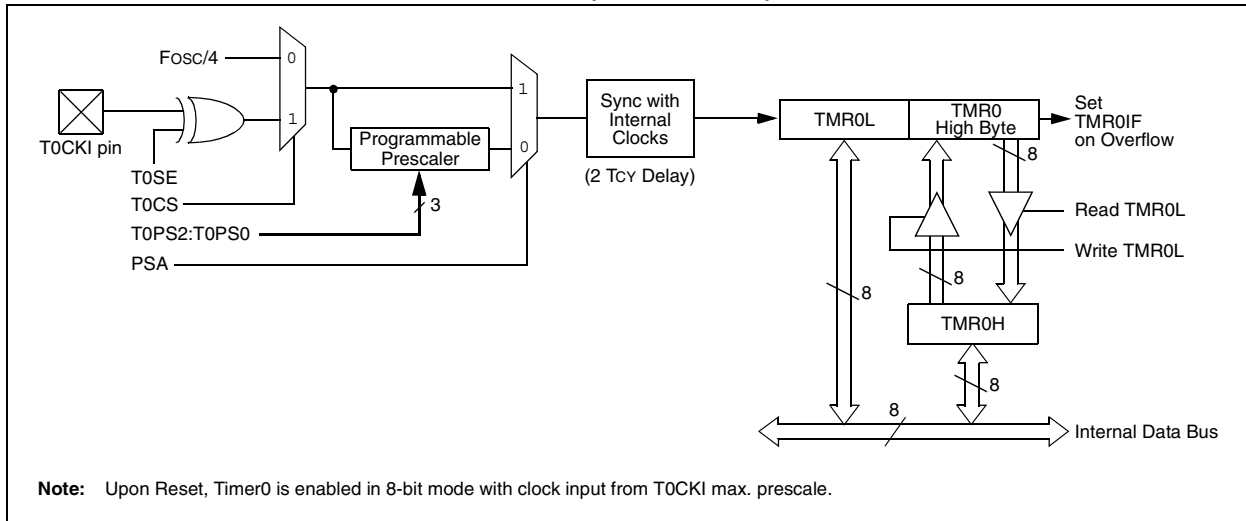 FOSC/4
0
1
T0CKI pin
T0SE
T0CS
T0PS2:T0PS0
PSA
Programmable
Prescaler
3
1
0
Sync with
Internal
Clocks
(2 TCY Delay)
TMR0L
TMR0
High Byte
Set
TMR0IF
on Overflow
8
Read TMR0L
Write TMR0L
8
8
TMR0H
8
8
Internal Data Bus
Note: Upon Reset, Timer0 is enabled in 8-bit mode with clock input from T0CKI max. prescale.